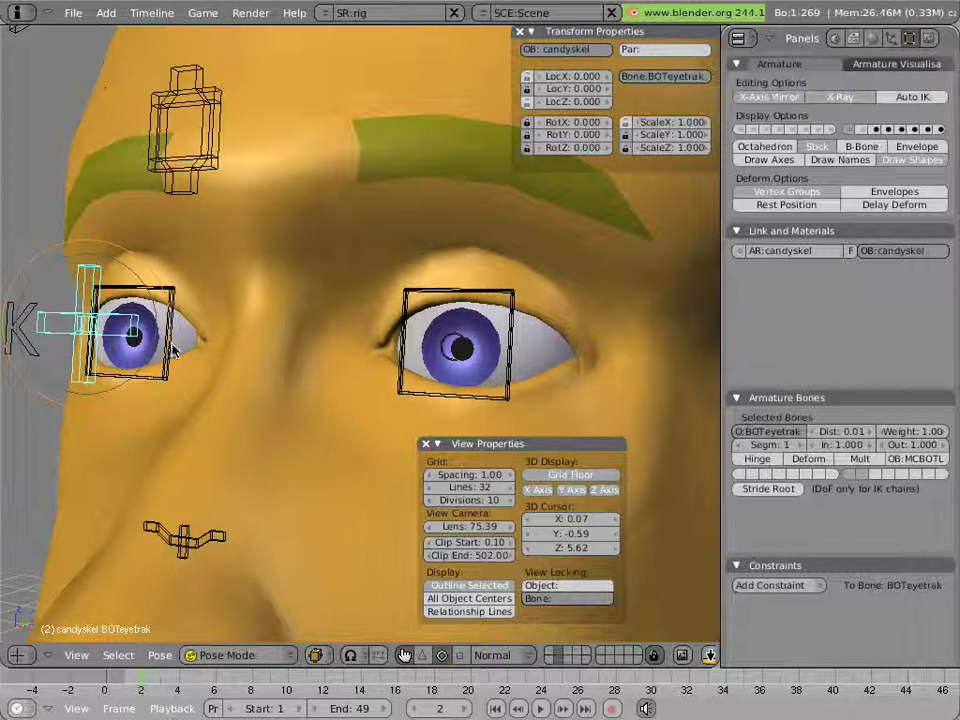 File Add Timeline Game Render Help SR:rig SCE:Scene www.blender.org 244.1 Bo:1-269 | Mem:26.46M (0.33M)
Transform Properties
OB: candyskel Par:
LocX: 0.000 Bone:BOTeyetrak
LocY: 0.000
LocZ: 0.000
RotX: 0.000 ScaleX: 1.000
RotY: 0.000 ScaleY: 1.000
RotZ: 0.000 ScaleZ: 1.000
Panels
Armature Armature Visualisa
Editing Options
X-Axis Mirror X-Ray Auto IK
Display Options
Octahedron Stick B-Bone Envelope
Draw Axes Draw Names Draw Shapes
Deform Options
Vertex Groups Envelopes
Rest Position Delay Deform
Link and Materials
AR:candyskel F OB:candyskel
Armature Bones
Selected Bones
O:BOTeyetrak Dist: 0.01 Weight: 1.00
Segm: 1 In: 1.000 Out: 1.000
Hinge Deform Mult OB:MCBOTL
Stride Root (DoF only for IK chains)
Constraints
Add Constraint To Bone: BOTeyetrak
K
View Properties
Grid: 3D Display:
Spacing: 1.00 Grid Floor
Lines: 32 X Axis Y Axis Z Axis
Divisions: 10
View Camera: 3D Cursor:
Lens: 75.39 X: 0.07
Clip Start: 0.10 Y: -0.59
Clip End: 502.00 Z: 5.62
Display: View Locking:
Outline Selected Object:
All Object Centers Bone:
Relationship Lines
(2) candyskel BOTeyetrak
View Select Pose Pose Mode Normal
-4 -2 0 2 4 6 8 10 12 14 16 18 20 22 24 26 28 30 32 34 36 38 40 42 44 46
View Frame Playback Pr Start: 1 End: 49 2